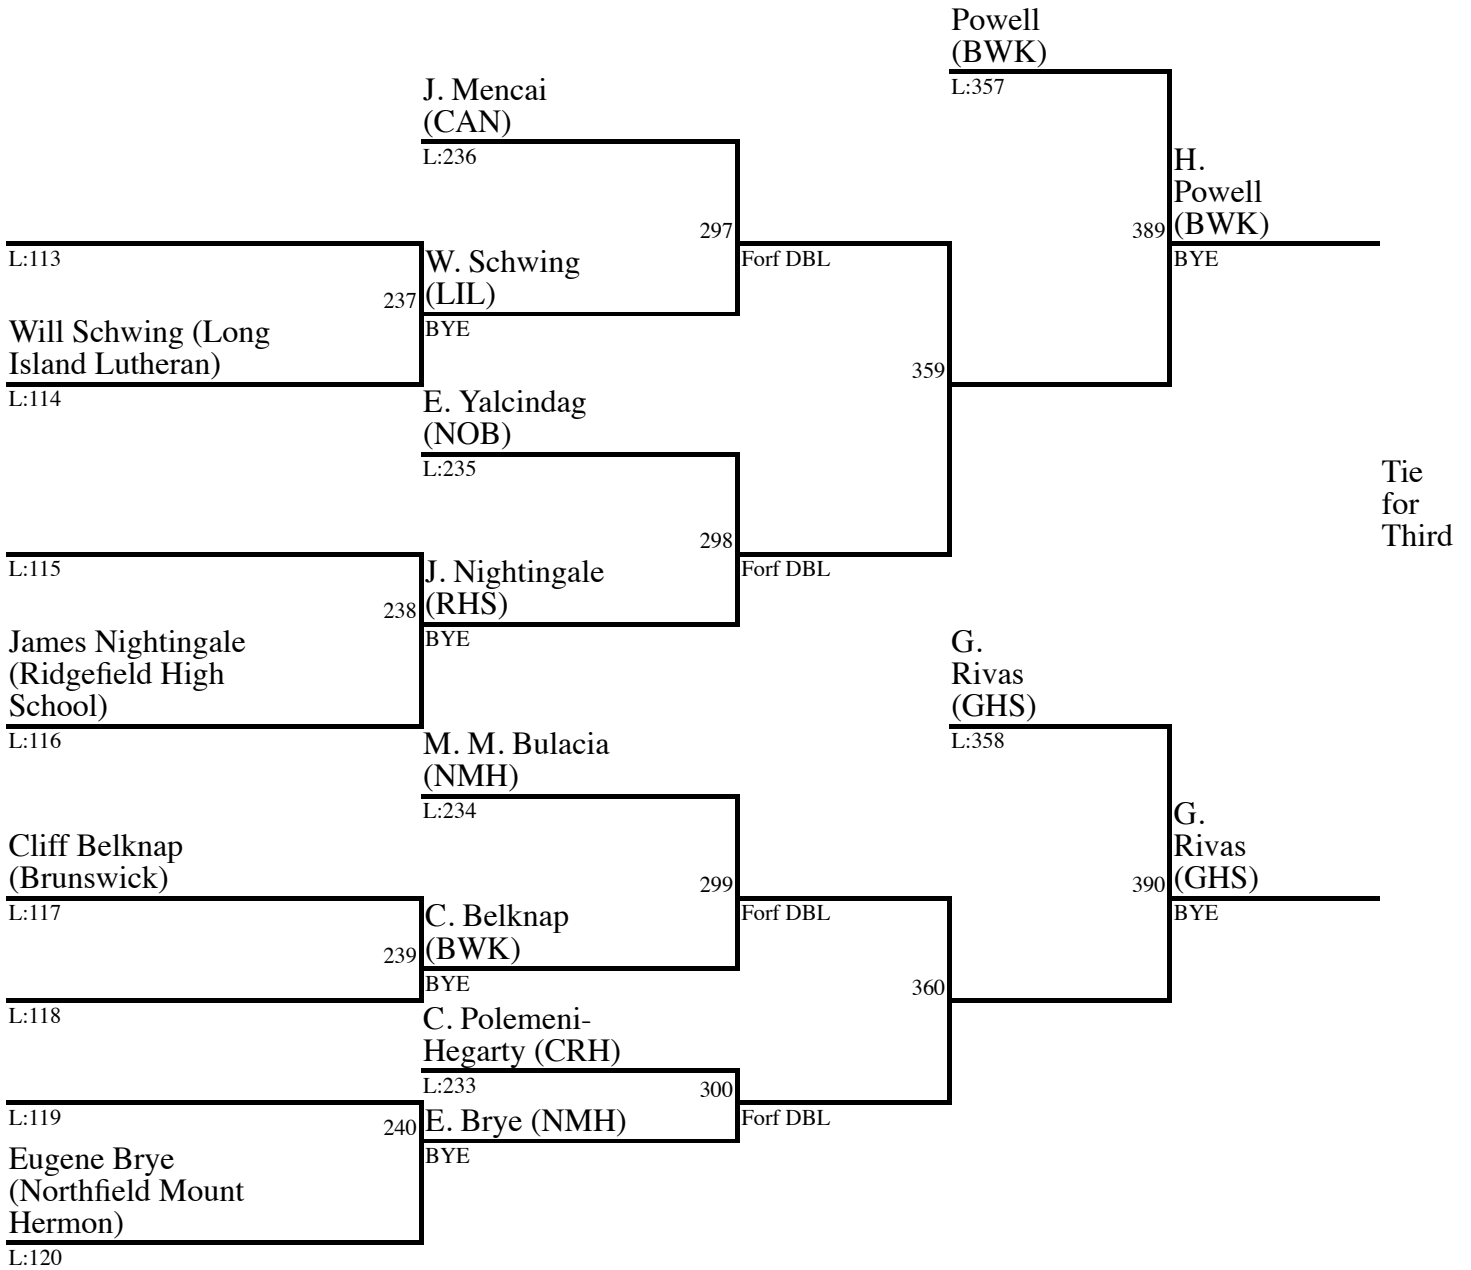 Powell
(BWK)
L:357
J. Mencai
(CAN)
L:236
H.
Powell
(BWK)
389
BYE
297
Forf DBL
L:113
W. Schwing
(LIL)
237
BYE
Will Schwing (Long
Island Lutheran)
L:114
359
E. Yalcindag
(NOB)
L:235
Tie
for
Third
298
Forf DBL
L:115
J. Nightingale
(RHS)
238
BYE
James Nightingale
(Ridgefield High
School)
L:116
G.
Rivas
(GHS)
L:358
M. M. Bulacia
(NMH)
L:234
G.
Rivas
(GHS)
390
BYE
Cliff Belknap
(Brunswick)
L:117
299
Forf DBL
C. Belknap
(BWK)
239
BYE
L:118
360
C. Polemeni-
Hegarty (CRH)
L:233
300
Forf DBL
L:119
240
E. Brye (NMH)
BYE
Eugene Brye
(Northfield Mount
Hermon)
L:120